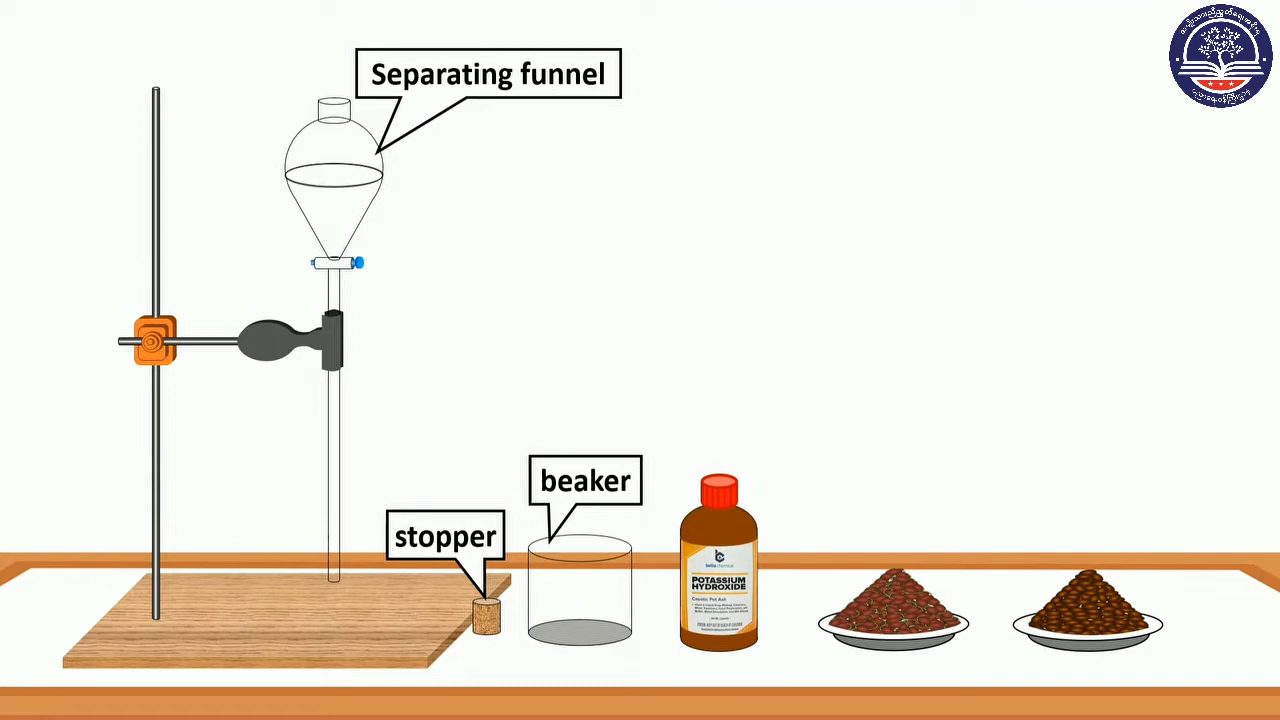 Separating funnel
beaker
stopper
POTASSIUM
HYDROXIDE
Caustic Pot Ash